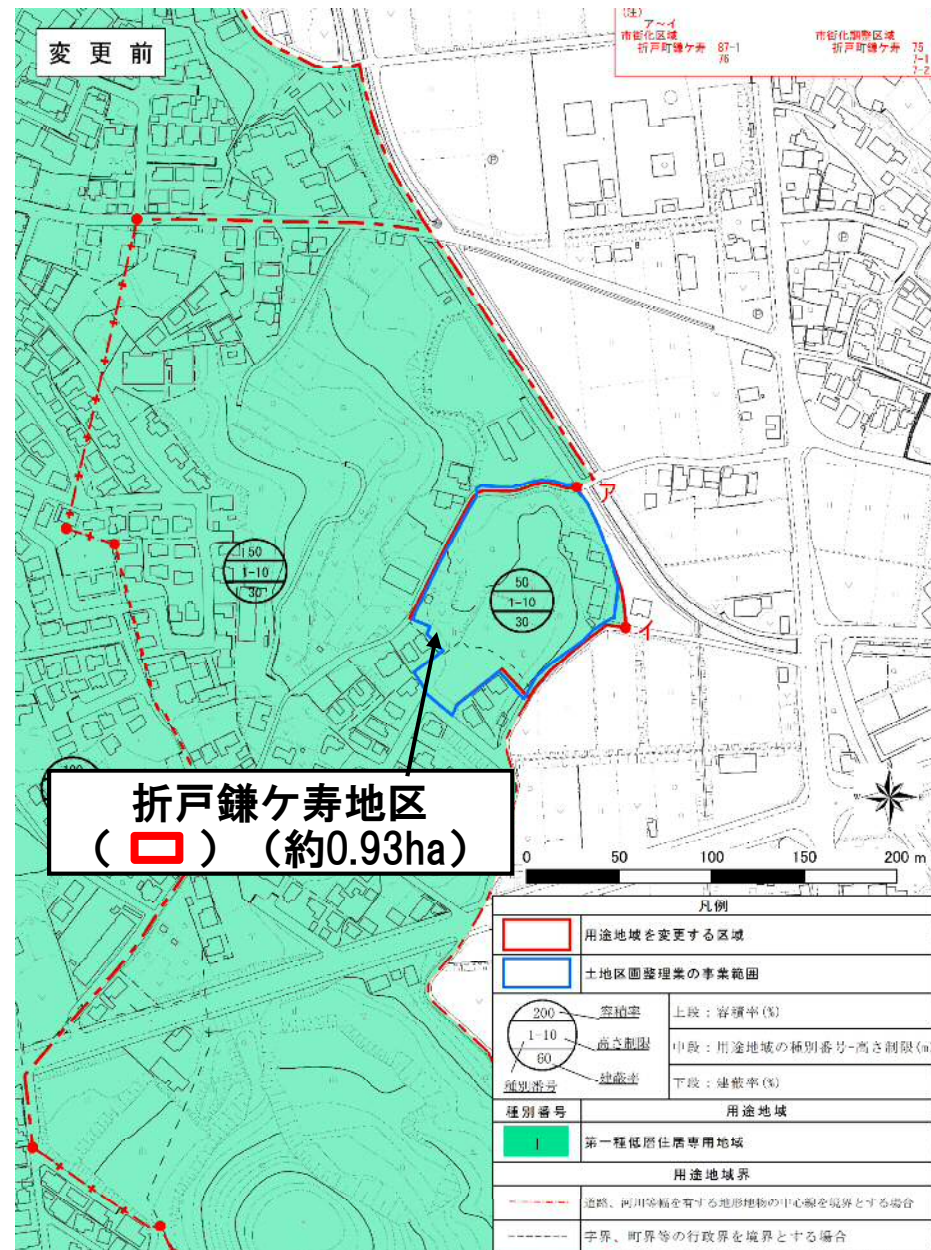 変更前
(注)
ア～イ
市街化区域
折戸町鎌ケ寿 87-1
76
市街化調整区域
折戸町鎌ケ寿 75
7-1
7-2
ア
50
1-10
30
50
1-10
30
イ
折戸鎌ケ寿地区
（ ）（約0.93ha）
0 50 100 150 200 m
凡例
用途地域を変更する区域
土地区画整理業の事業範囲
200
1-10
60
容積率
高さ制限
建蔽率
種別番号
上段：容積率(%)
中段：用途地域の種別番号-高さ制限(m
下段：建蔽率(%)
種別番号 用途地域
1 第一種低層住居専用地域
用途地域界
道路、河川等幅を有する地形地物の中心線を境界とする場合
字界、町界等の行政界を境界とする場合